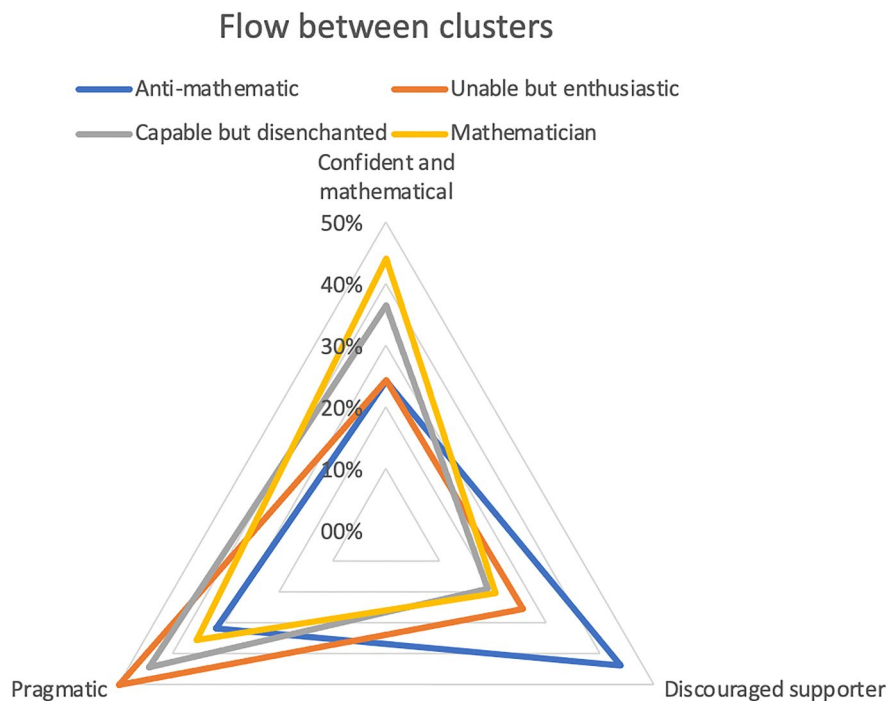 Flow between clusters
Anti-mathematic
Unable but enthusiastic
Capable but disenchanted
Mathematician
Confident and
mathematical
50%
40%
30%
20%
10%
00%
Pragmatic
Discouraged supporter